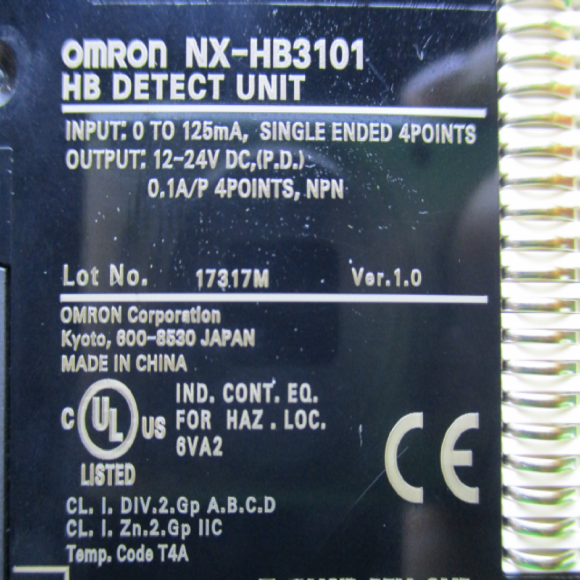 OMRON NX-HB3101
HB DETECT UNIT
INPUT: 0 TO 125mA, SINGLE ENDED 4POINTS
OUTPUT: 12-24V DC,(P.D.)
0.1A/P 4POINTS, NPN
Lot No. 17317M Ver.1.0
OMRON Corporation
Kyoto, 600-8530 JAPAN
MADE IN CHINA
C UL US
LISTED
IND. CONT. EQ.
FOR HAZ. LOC.
6VA2
CE
CL. I. DIV.2.Gp A.B.C.D
CL. I. Zn.2.Gp IIC
Temp. Code T4A